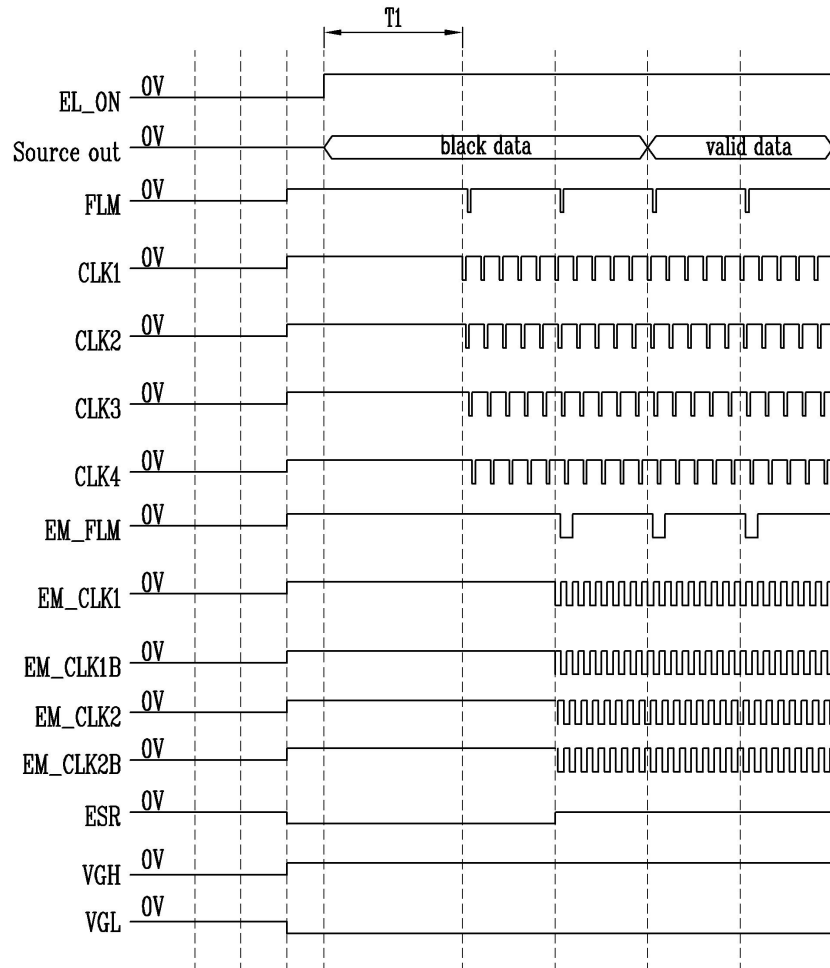 T1
EL_ON 0V
Source out 0V black data valid data
FLM 0V
CLK1 0V
CLK2 0V
CLK3 0V
CLK4 0V
EM_FLM 0V
EM_CLK1 0V
EM_CLK1B 0V
EM_CLK2 0V
EM_CLK2B 0V
ESR 0V
VGH 0V
VGL 0V